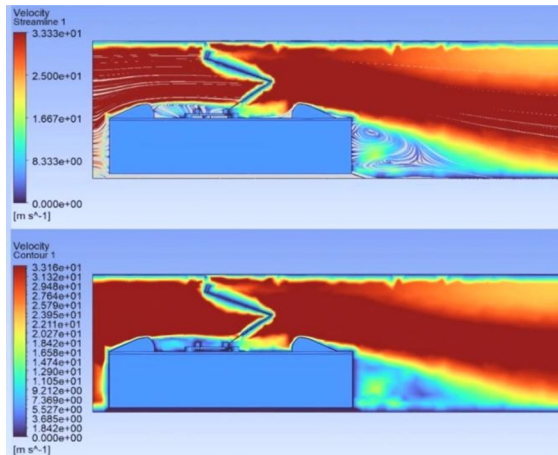 Velocity
Streamline 1
3.333e+01
2.500e+01
1.667e+01
8.333e+00
0.000e+00
[m s^-1]
Velocity
Contour 1
3.316e+01
3.132e+01
2.948e+01
2.764e+01
2.579e+01
2.395e+01
2.211e+01
2.027e+01
1.842e+01
1.658e+01
1.474e+01
1.290e+01
1.105e+01
9.212e+00
7.369e+00
5.527e+00
3.685e+00
1.842e+00
0.000e+00
[m s^-1]